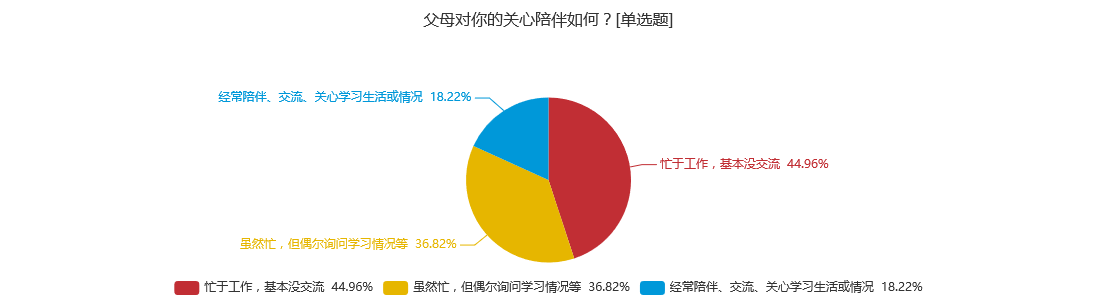 父母对你的关心陪伴如何？[单选题]
经常陪伴、交流、关心学习生活或情况 18.22%
忙于工作，基本没交流 44.96%
虽然忙，但偶尔询问学习情况等 36.82%
忙于工作，基本没交流 44.96% 虽然忙，但偶尔询问学习情况等 36.82% 经常陪伴、交流、关心学习生活或情况 18.22%